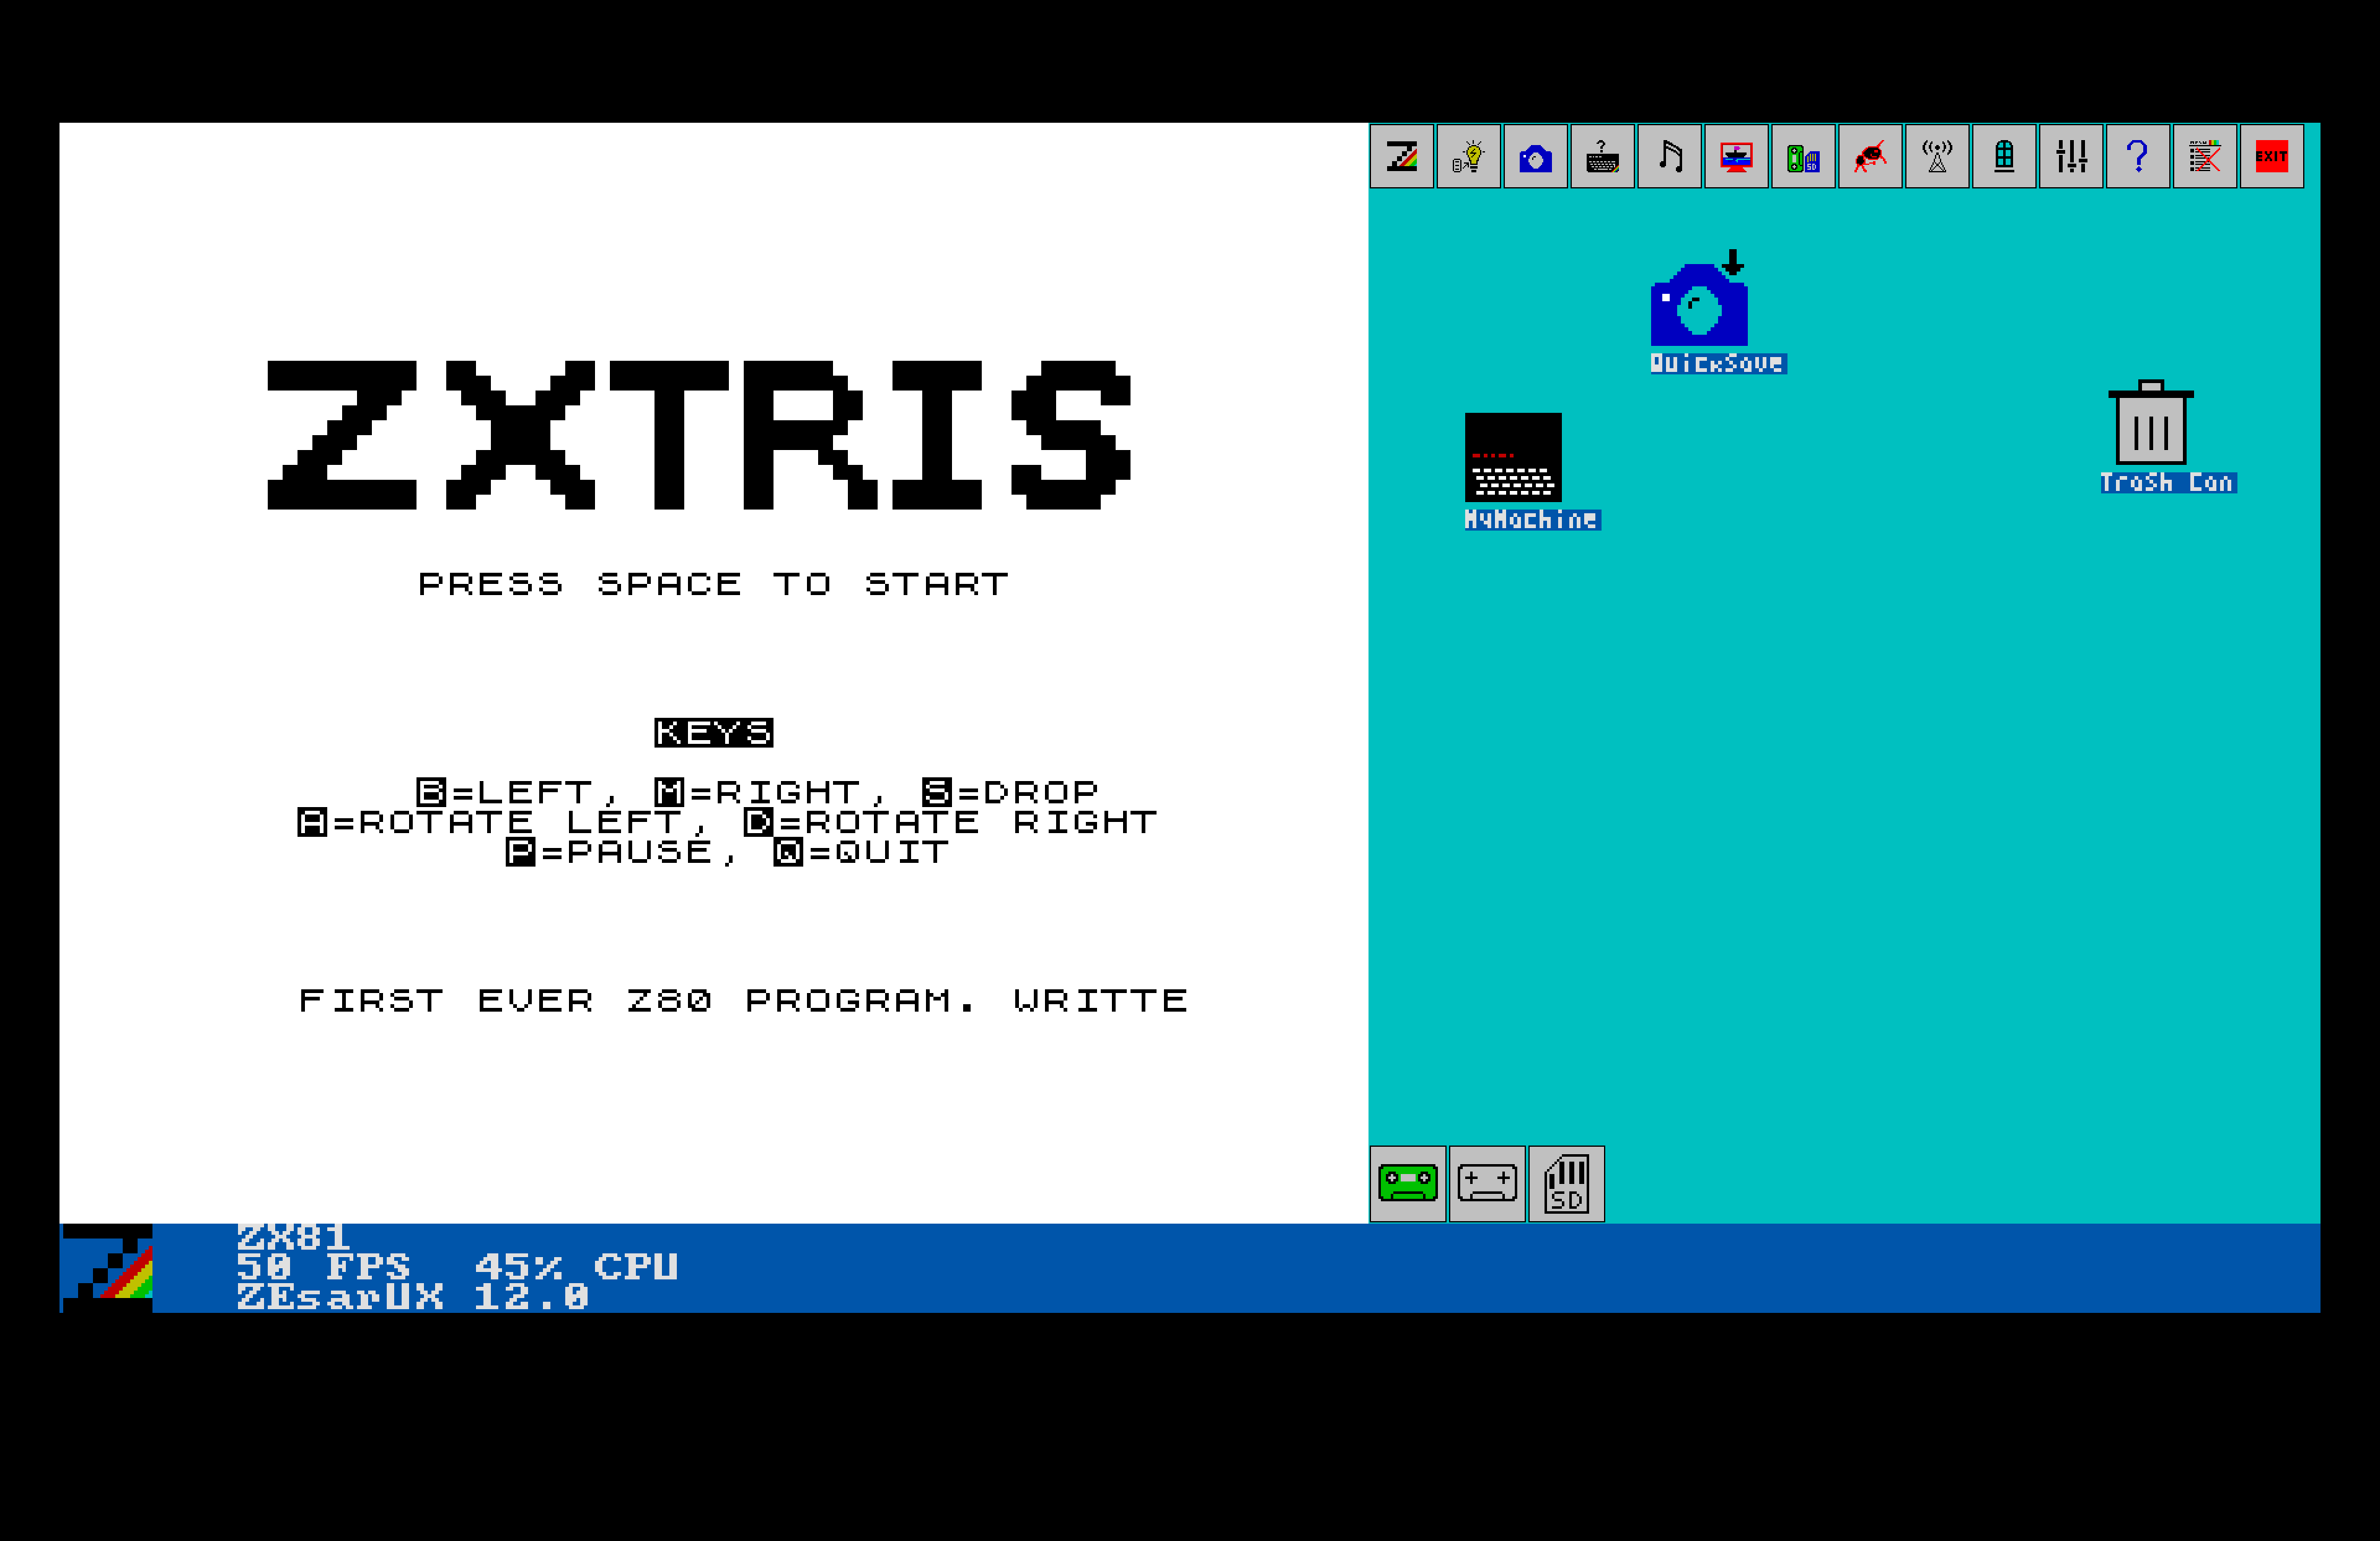 ZXTRIS
PRESS SPACE TO START
KEYS
B=LEFT, M=RIGHT, S=DROP
A=ROTATE LEFT, D=ROTATE RIGHT
P=PAUSE, Q=QUIT
FIRST EVER Z80 PROGRAM. WRITTE
?
?
SD
EXIT
QuickSave
Trash Can
MyMachine
SD
ZX81
50 FPS 45% CPU
ZEsarUX 12.0